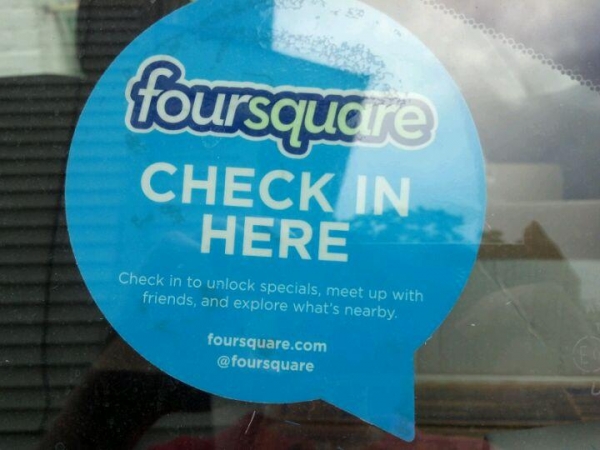 foursquare
CHECK IN
HERE
Check in to unlock specials, meet up with
friends, and explore what's nearby.
foursquare.com
@foursquare